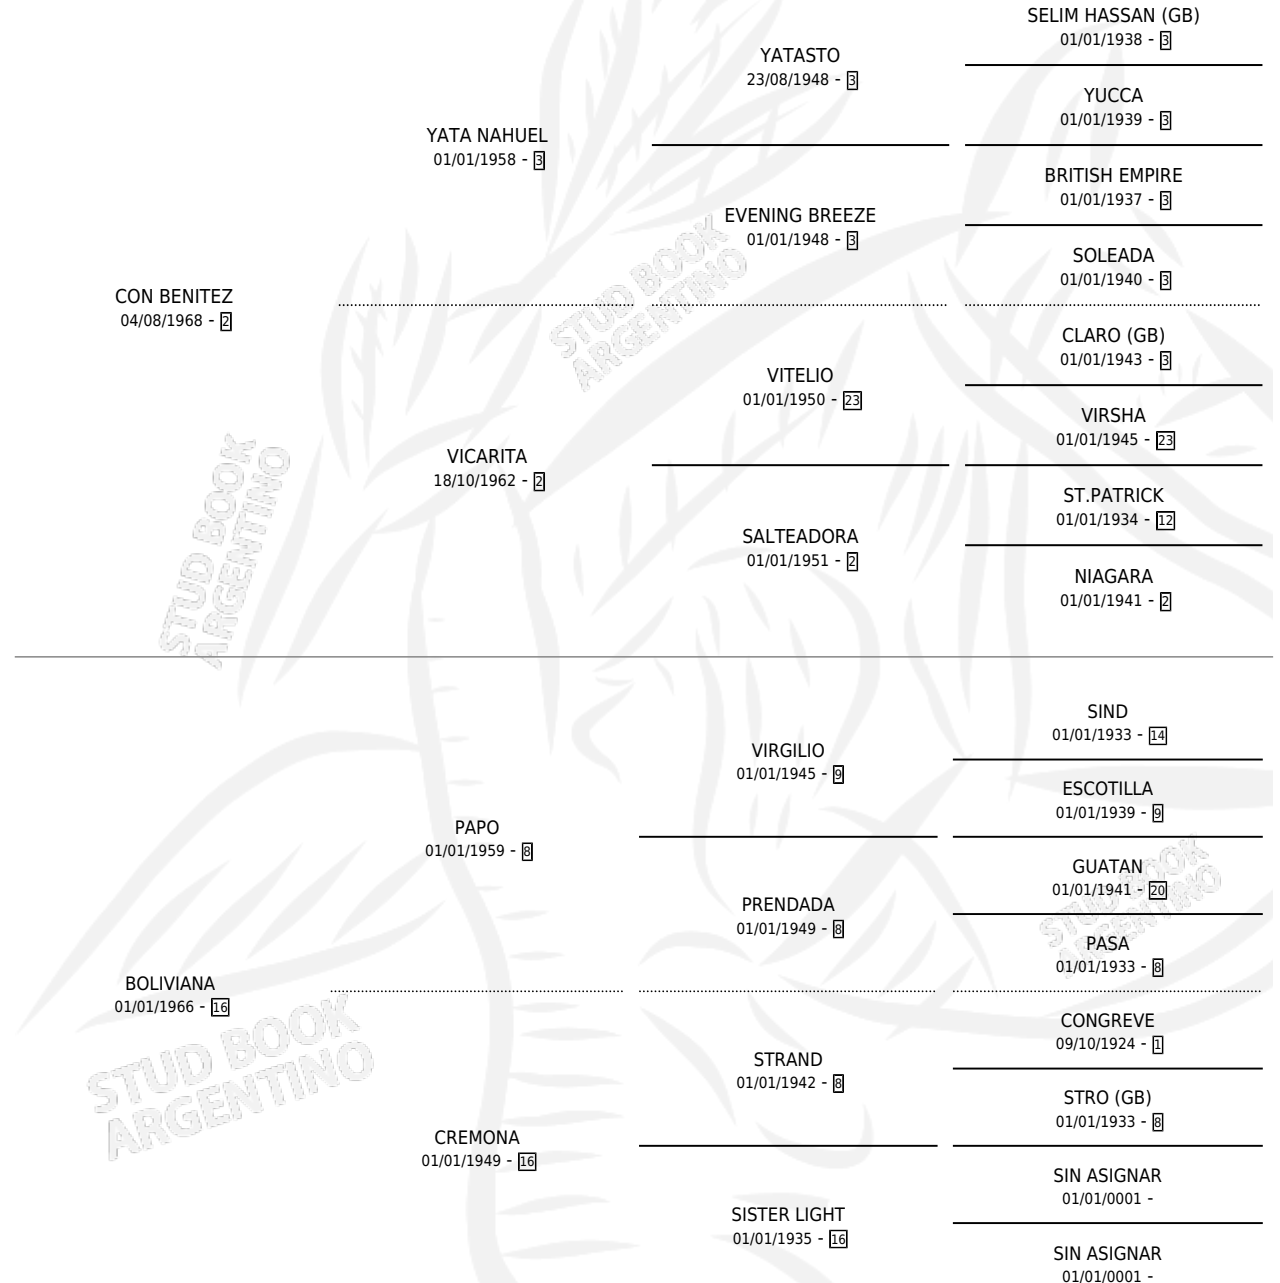 SELIM HASSAN (GB)
01/01/1938 - 3
YATASTO
23/08/1948 - 3
YUCCA
01/01/1939 - 3
YATA NAHUEL
01/01/1958 - 3
BRITISH EMPIRE
01/01/1937 - 3
EVENING BREEZE
01/01/1948 - 3
SOLEADA
01/01/1940 - 3
CON BENITEZ
04/08/1968 - 2
CLARO (GB)
01/01/1943 - 3
VITELIO
01/01/1950 - 23
VIRSHA
01/01/1945 - 23
VICARITA
18/10/1962 - 2
ST.PATRICK
01/01/1934 - 12
SALTEADORA
01/01/1951 - 2
NIAGARA
01/01/1941 - 2
SIND
01/01/1933 - 14
VIRGILIO
01/01/1945 - 9
ESCOTILLA
01/01/1939 - 9
PAPO
01/01/1959 - 8
GUATAN
01/01/1941 - 20
PRENDADA
01/01/1949 - 8
PASA
01/01/1933 - 8
BOLIVIANA
01/01/1966 - 16
CONGREVE
09/10/1924 - 1
STRAND
01/01/1942 - 8
STRO (GB)
01/01/1933 - 8
CREMONA
01/01/1949 - 16
SIN ASIGNAR
01/01/0001 -
SISTER LIGHT
01/01/1935 - 16
SIN ASIGNAR
01/01/0001 -
STUD BOOK
ARGENTINO
STUD BOOK
ARGENTINO
STUD BOOK
ARGENTINO
STUD BOOK
ARGENTINO